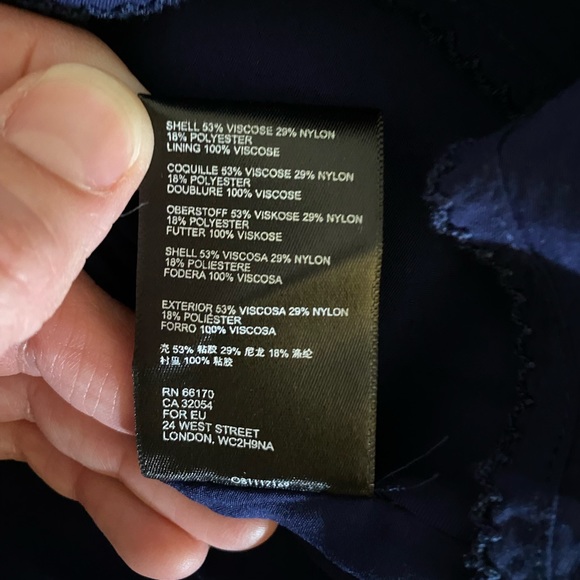 SHELL 53% VISCOSE 29% NYLON
18% POLYESTER
LINING 100% VISCOSE
COQUILLE 53% VISCOSE 29% NYLON
18% POLYESTER
DOUBLURE 100% VISCOSE
OBERSTOFF 53% VISKOSE 29% NYLON
18% POLYESTER
FUTTER 100% VISKOSE
SHELL 53% VISCOSA 29% NYLON
18% POLIESTERE
FODERA 100% VISCOSA
EXTERIOR 53% VISCOSA 29% NYLON
18% POLIESTER
FORRO 100% VISCOSA
壳 53% 粘胶 29% 尼龙 18% 涤纶
衬里 100% 粘胶
RN 66170
CA 32054
FOR EU
24 WEST STREET
LONDON, WC2H9NA